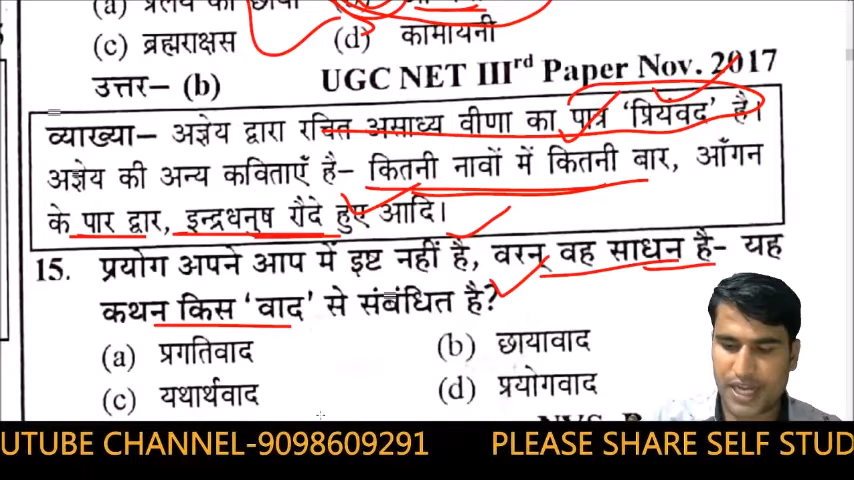 (a) प्रलय की छाया
(c) ब्रह्मराक्षस (d) कामायनी
उत्तर– (b) UGC NET IIIrd Paper Nov. 2017
व्याख्या– अज्ञेय द्वारा रचित असाध्य वीणा का पात्र ‘प्रियंवद’ है।
अज्ञेय की अन्य कविताएँ है– कितनी नावों में कितनी बार, आँगन
के पार द्वार, इन्द्रधनुष रौंदे हुए आदि।
15. प्रयोग अपने आप में इष्ट नहीं है, वरन् वह साधन है– यह
कथन किस ‘वाद’ से संबंधित है?
(a) प्रगतिवाद (b) छायावाद
(c) यथार्थवाद (d) प्रयोगवाद
UTUBE CHANNEL-9098609291 PLEASE SHARE SELF STUD